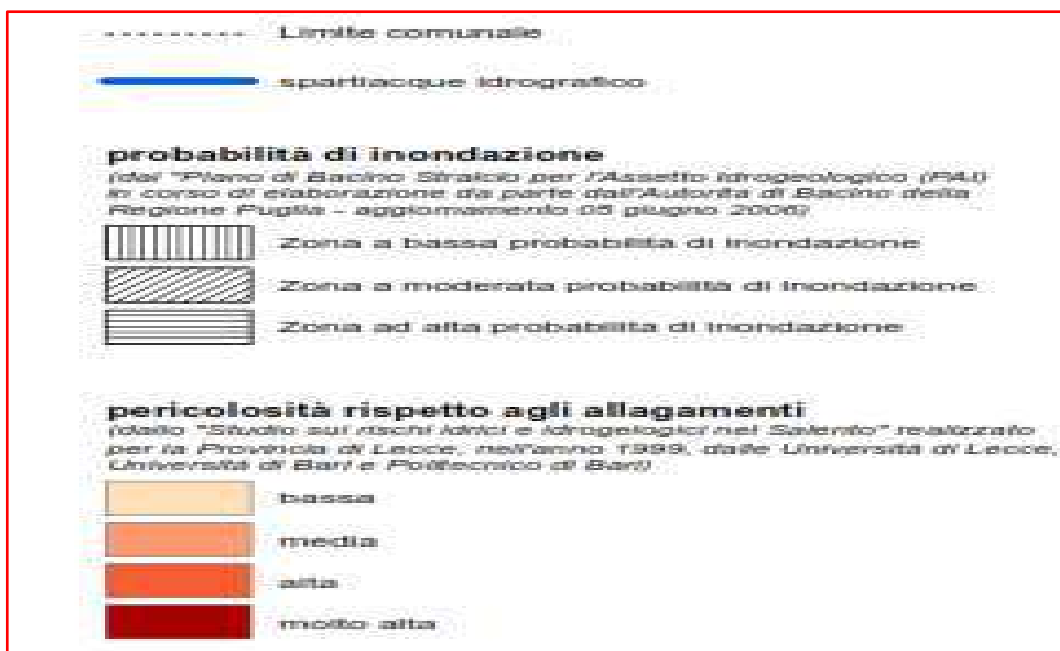 Limite comunale
spartiacque idrografico
probabilità di inondazione
(dal "Piano di Bacino Stralcio per l'Assetto Idrogeologico (PAI)
in corso di elaborazione da parte dall'Autorità di Bacino della
Regione Puglia - aggiornamento 05 giugno 2006)
Zona a bassa probabilità di inondazione
Zona a moderata probabilità di inondazione
Zona ad alta probabilità di inondazione
pericolosità rispetto agli allagamenti
(dallo "Studio sui rischi idrici e idrogelogici nel Salento" realizzato
per la Provincia di Lecce, nell'anno 1999, dalle Università di Lecce,
Università di Bari e Politecnico di Bari)
bassa
media
alta
molto alta